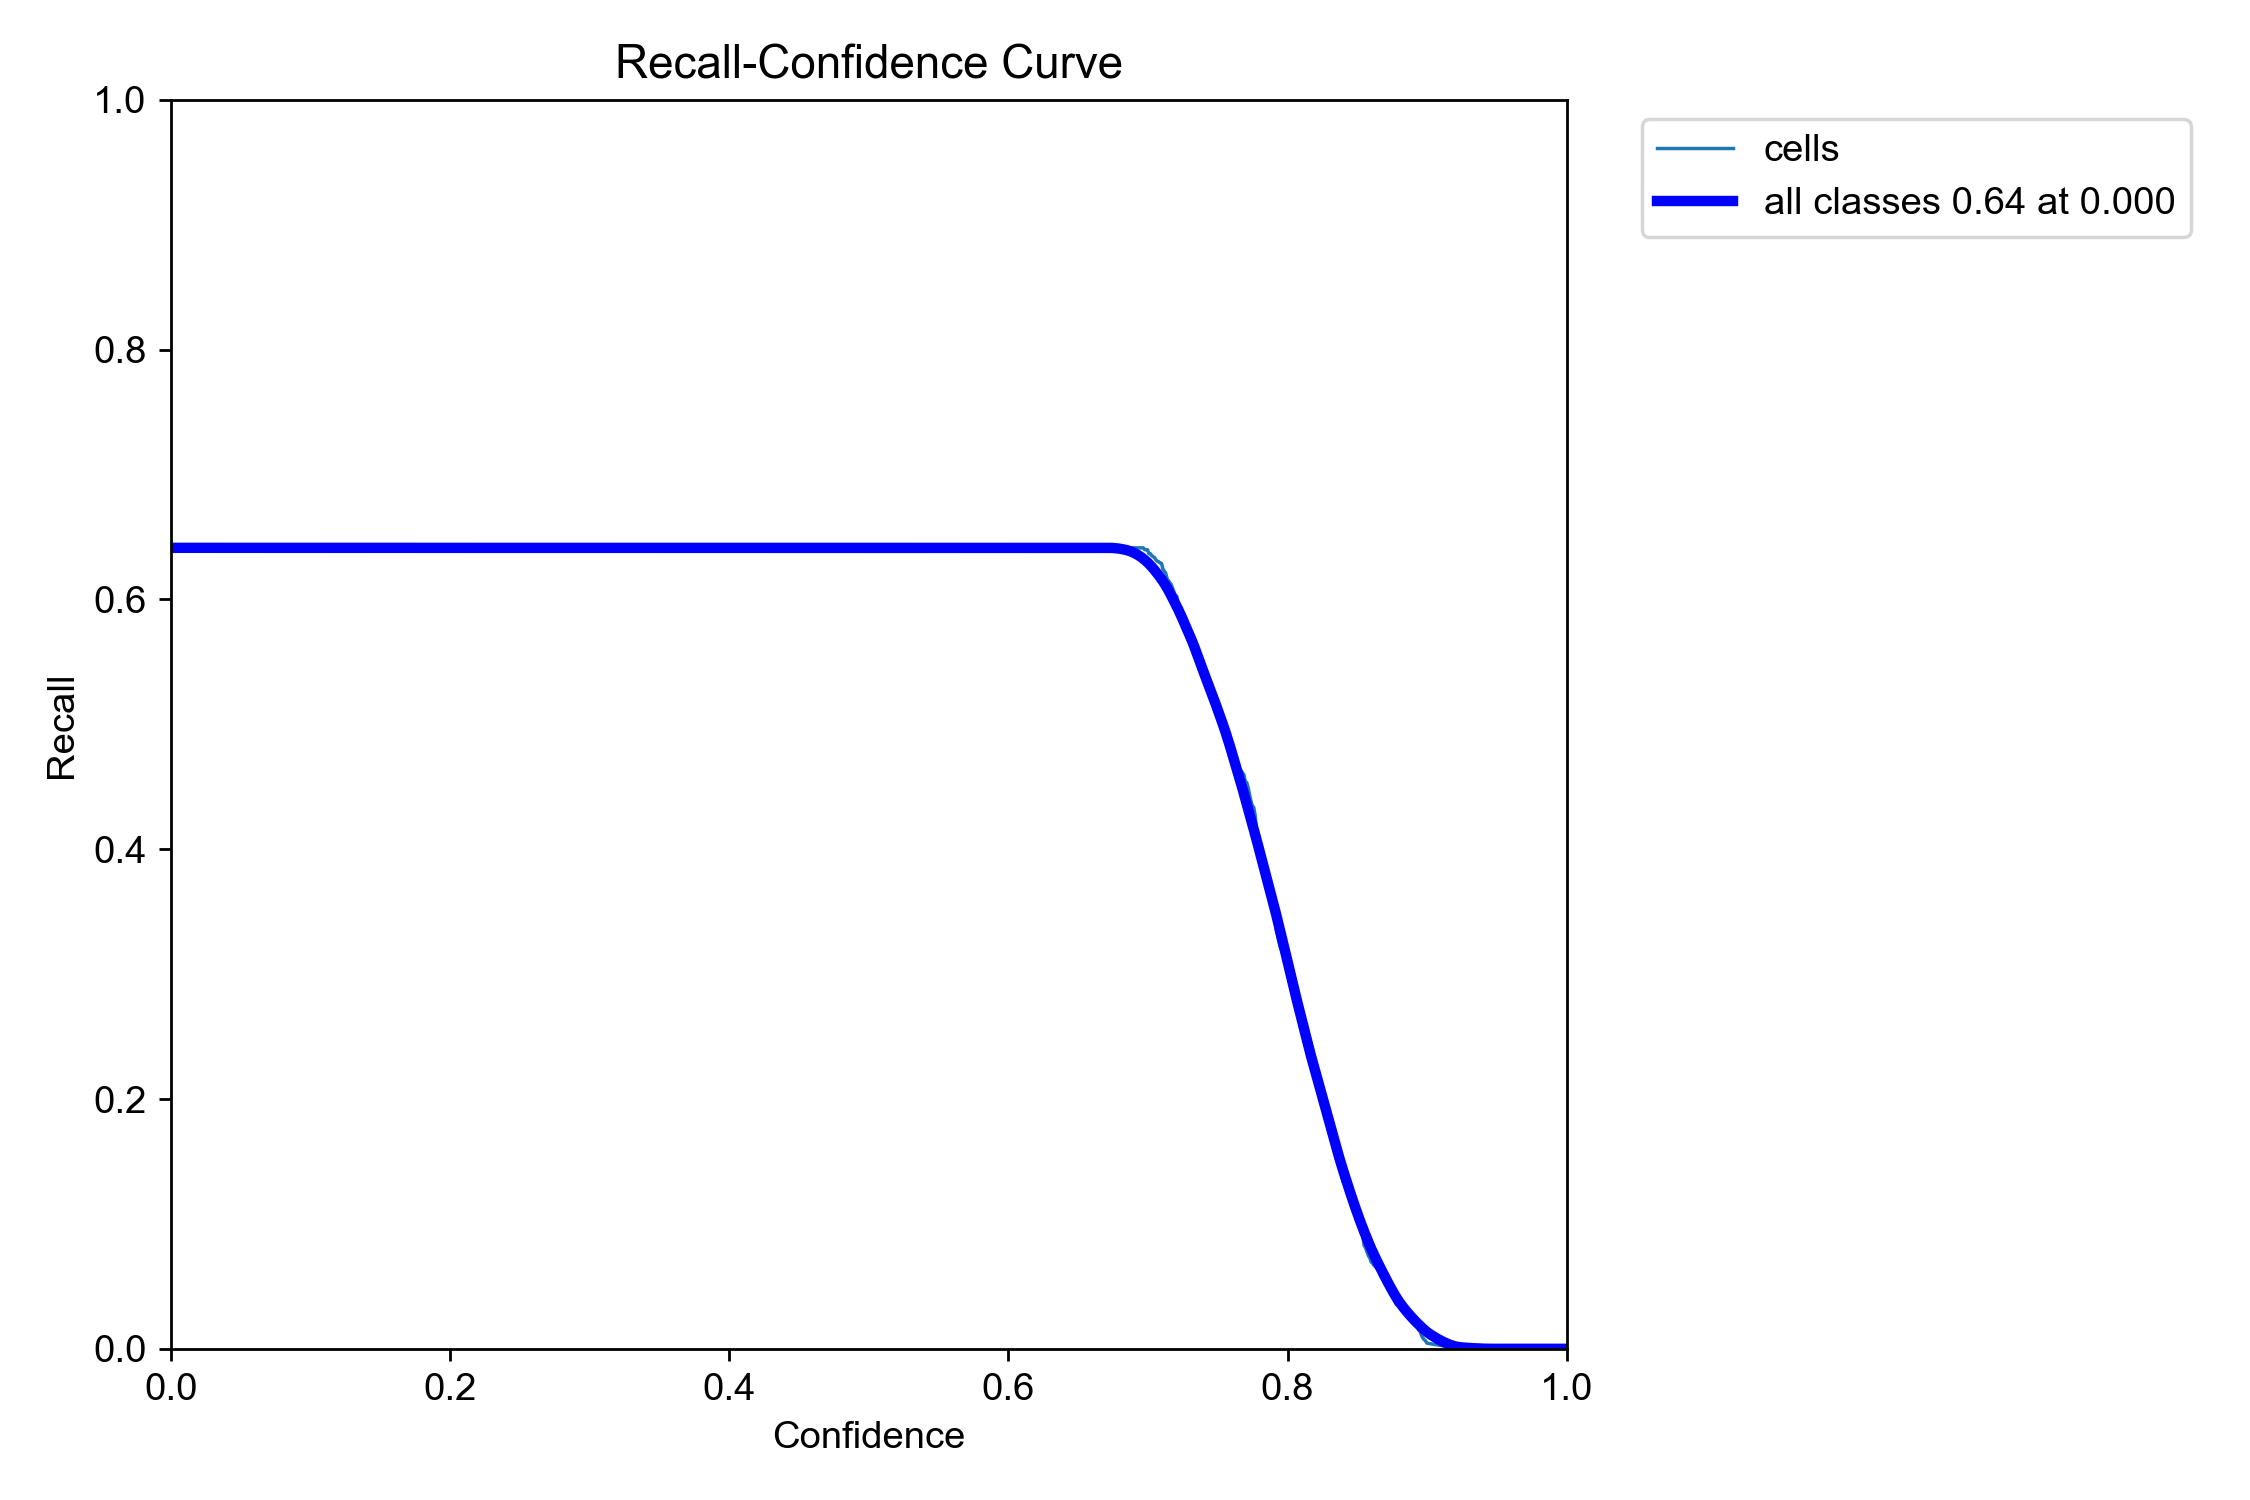 Recall-Confidence Curve
cells
all classes 0.64 at 0.000
1.0
0.8
0.6
0.4
0.2
0.0
Recall
0.0 0.2 0.4 0.6 0.8 1.0
Confidence